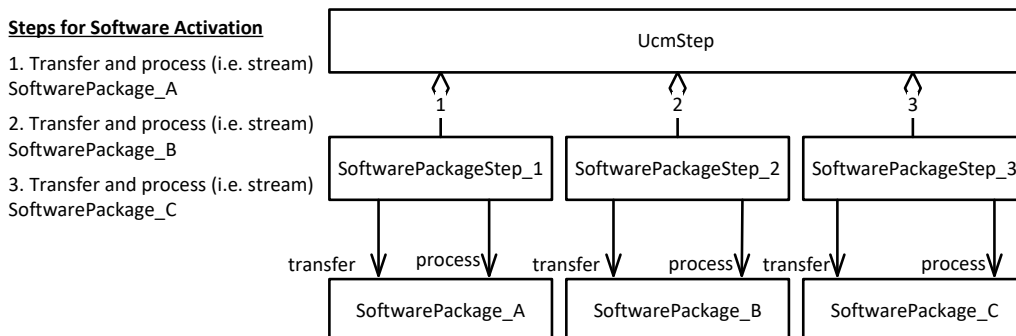 Steps for Software Activation
1. Transfer and process (i.e. stream)
SoftwarePackage_A
2. Transfer and process (i.e. stream)
SoftwarePackage_B
3. Transfer and process (i.e. stream)
SoftwarePackage_C
UcmStep
1
2
3
SoftwarePackageStep_1
SoftwarePackageStep_2
SoftwarePackageStep_3
transfer
process
transfer
process
transfer
process
SoftwarePackage_A
SoftwarePackage_B
SoftwarePackage_C